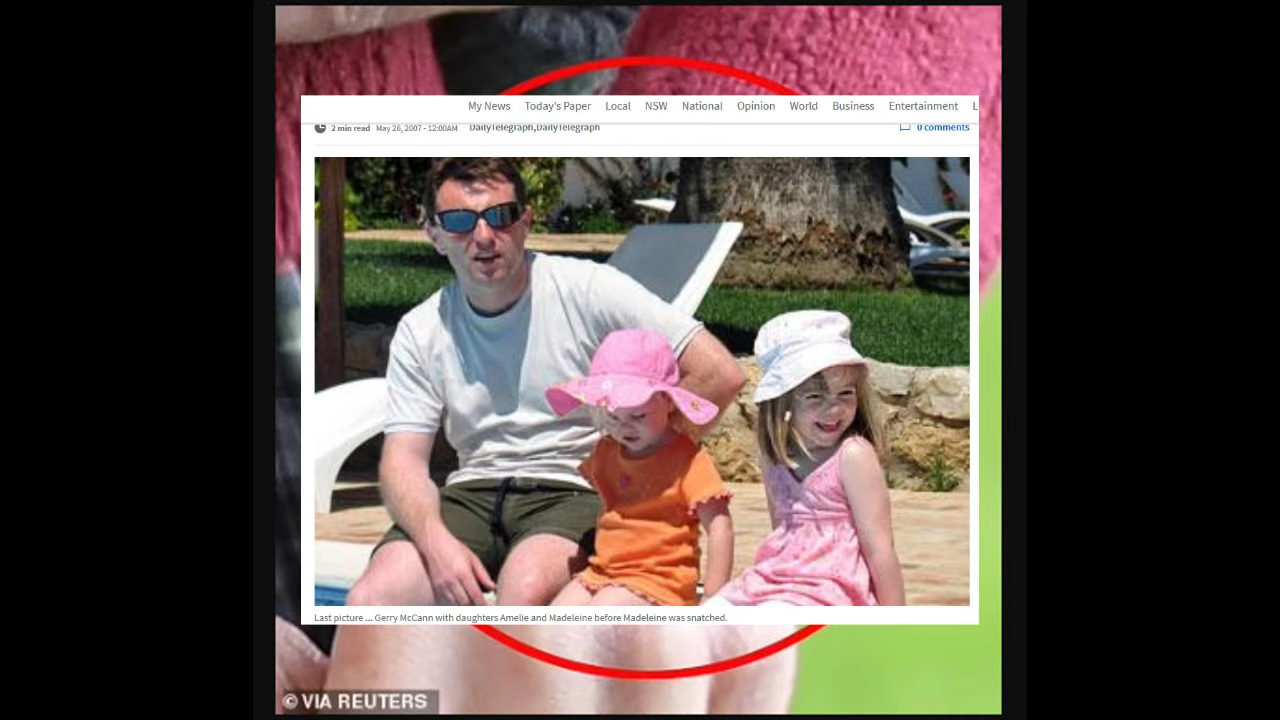 My News Today's Paper Local NSW National Opinion World Business Entertainment L
2 min read May 26, 2007 - 12:00AM DailyTelegraph,DailyTelegraph 0 comments
Last picture ... Gerry McCann with daughters Amelie and Madeleine before Madeleine was snatched.
© VIA REUTERS